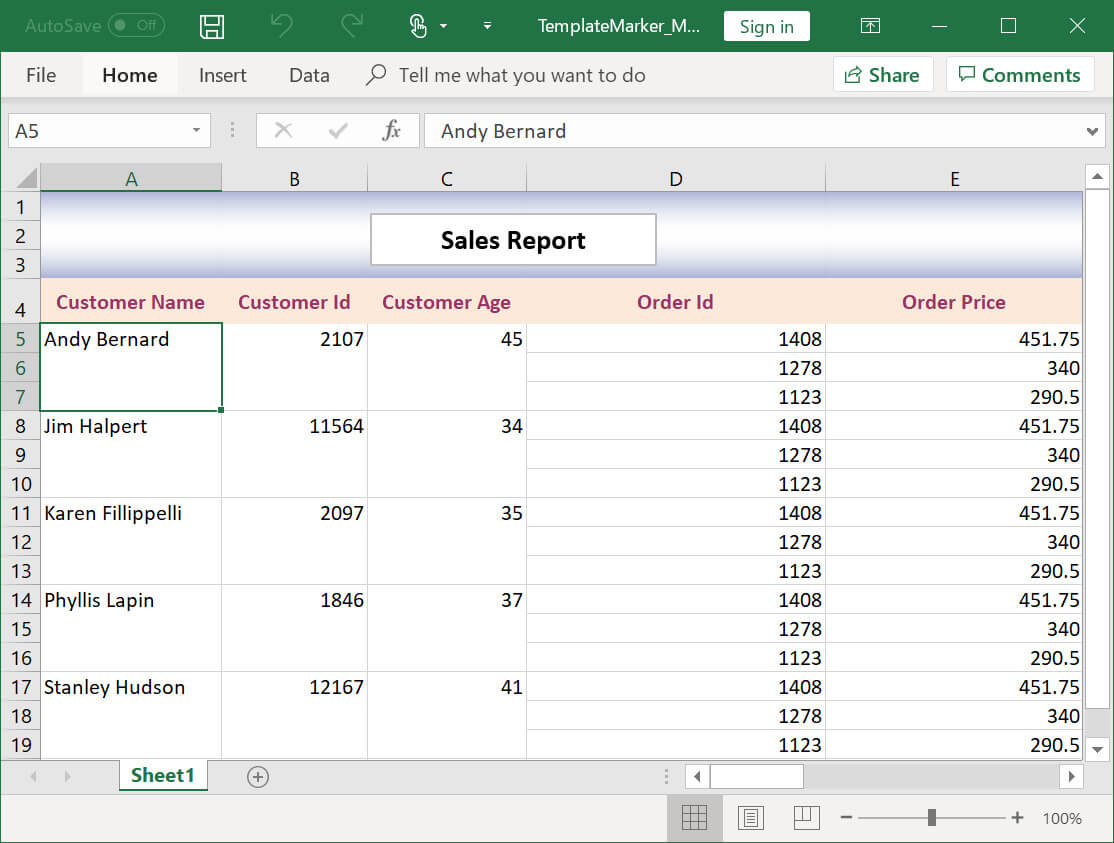 AutoSave Off TemplateMarker_M... Sign in
File Home Insert Data Tell me what you want to do Share Comments
A5 fx Andy Bernard
A B C D E
1
2 Sales Report
3
4 Customer Name Customer Id Customer Age Order Id Order Price
5 Andy Bernard 2107 45 1408 451.75
6 1278 340
7 1123 290.5
8 Jim Halpert 11564 34 1408 451.75
9 1278 340
10 1123 290.5
11 Karen Fillippelli 2097 35 1408 451.75
12 1278 340
13 1123 290.5
14 Phyllis Lapin 1846 37 1408 451.75
15 1278 340
16 1123 290.5
17 Stanley Hudson 12167 41 1408 451.75
18 1278 340
19 1123 290.5
Sheet1
100%